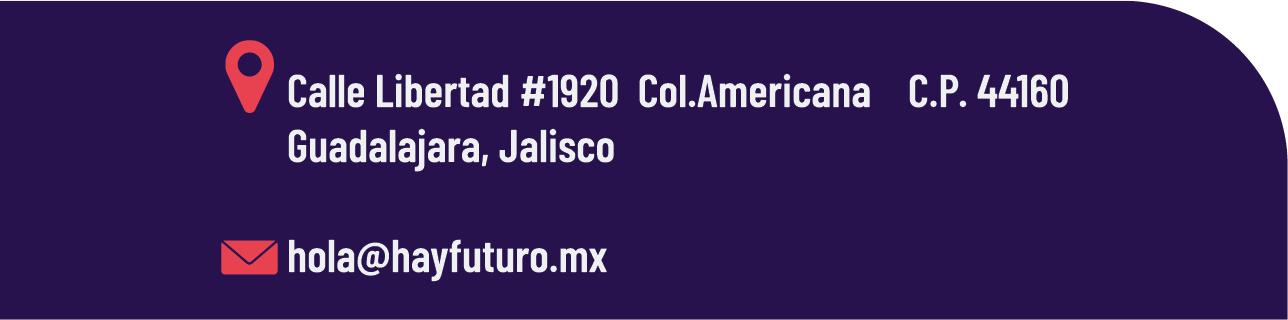 Calle Libertad #1920 Col.Americana C.P. 44160
Guadalajara, Jalisco
hola@hayfuturo.mx